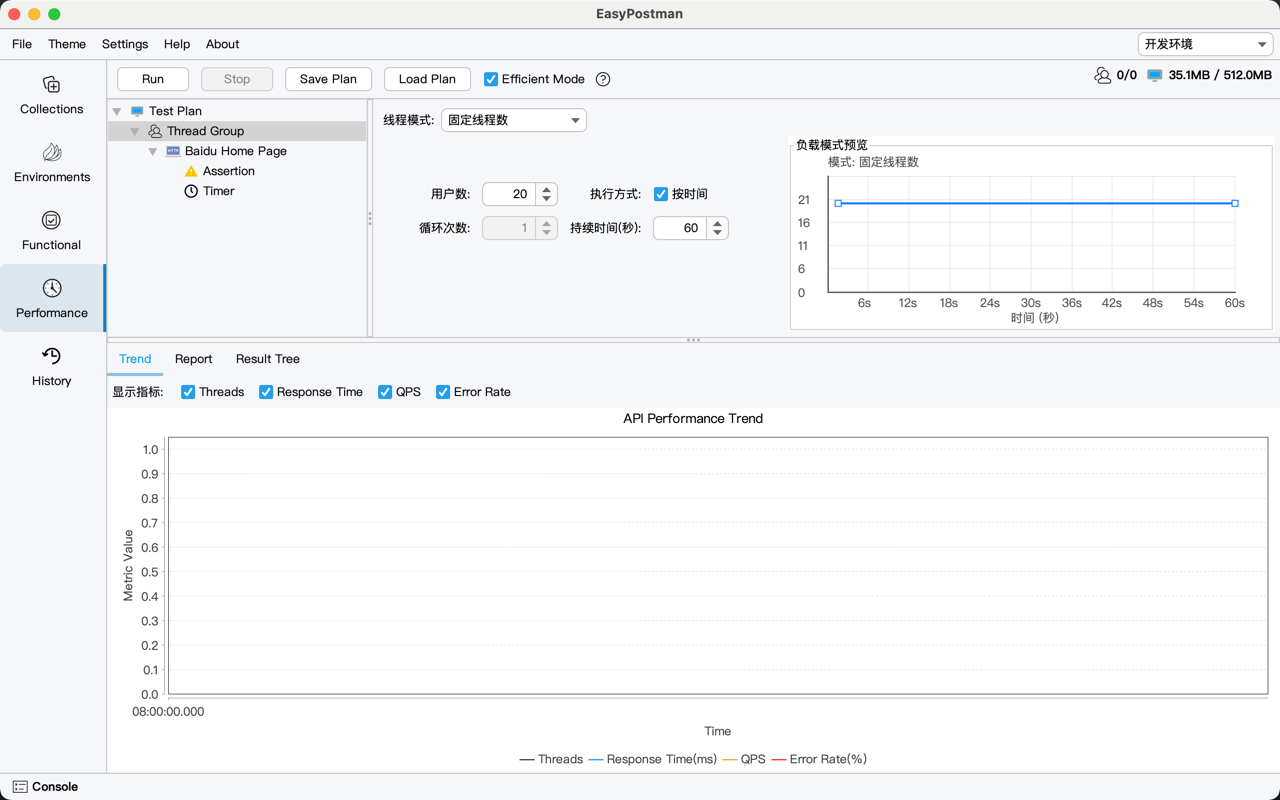 EasyPostman
File Theme Settings Help About 开发环境
Run Stop Save Plan Load Plan Efficient Mode ? 0/0 35.1MB / 512.0MB
Collections
Environments
Functional
Performance
History
Test Plan
Thread Group
HTTP Baidu Home Page
Assertion
Timer
线程模式: 固定线程数
用户数: 20 执行方式: 按时间
循环次数: 1 持续时间(秒): 60
负载模式预览
模式: 固定线程数
21
16
11
6
0
6s 12s 18s 24s 30s 36s 42s 48s 54s 60s
时间 (秒)
Trend Report Result Tree
显示指标: Threads Response Time QPS Error Rate
API Performance Trend
1.0
0.9
0.8
0.7
0.6
0.5
0.4
0.3
0.2
0.1
0.0
Metric Value
08:00:00.000
Time
Threads Response Time(ms) QPS Error Rate(%)
Console